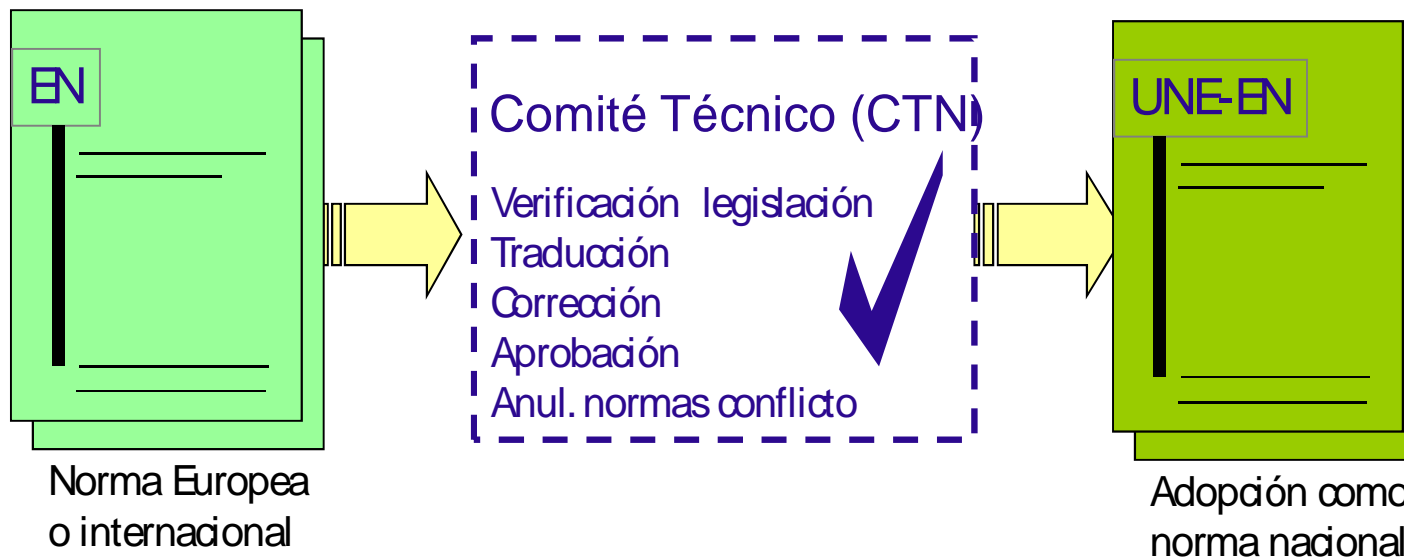 EN
Norma Europea
o internacional
Comité Técnico (CTN)
Verificación legislación
Traducción
Corrección
Aprobación
Anul. normas conflicto
UNE-EN
Adopción como
norma nacional